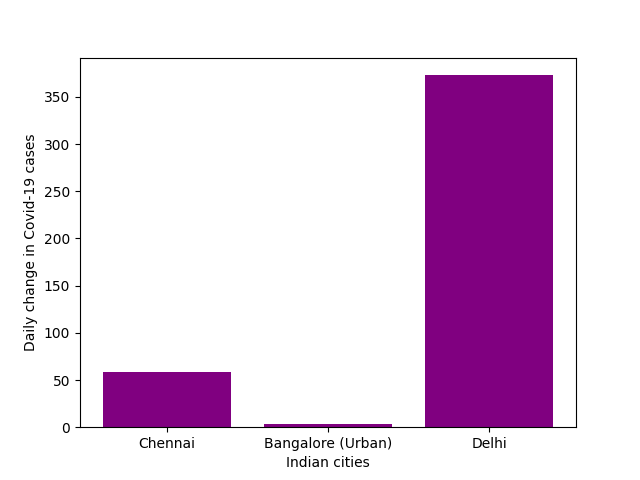 350
300
250
200
150
100
50
0
Daily change in Covid-19 cases
Chennai
Bangalore (Urban)
Delhi
Indian cities